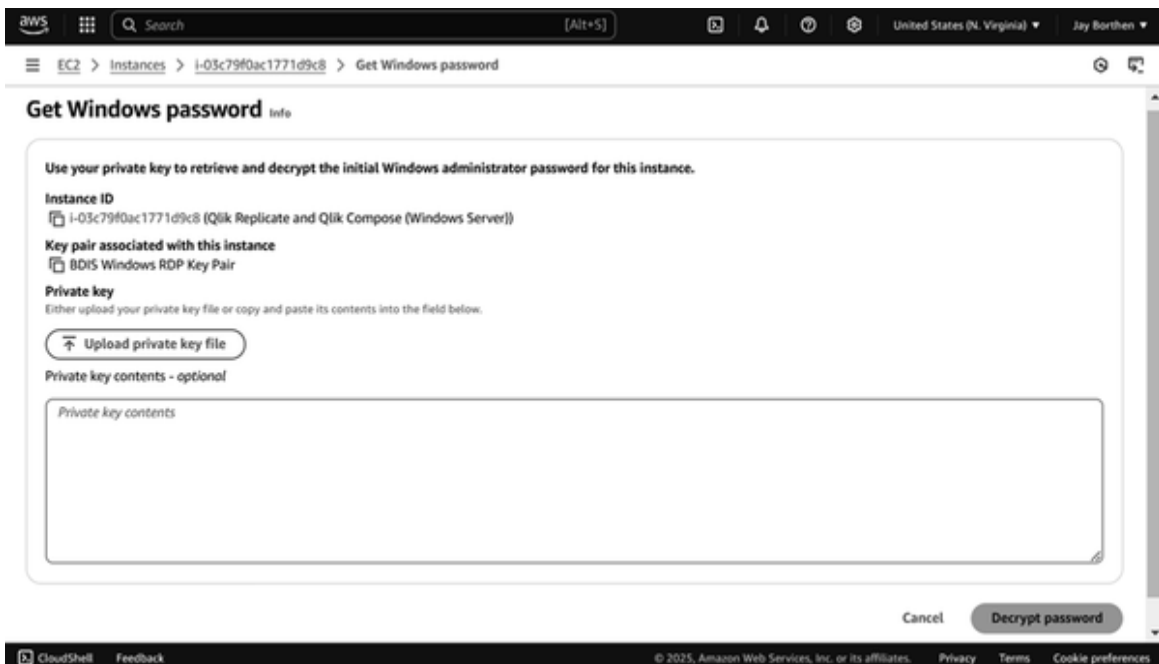 aws Search [Alt+S] United States (N. Virginia) Jay Borthen
EC2 > Instances > i-03c79f0ac1771d9c8 > Get Windows password
Get Windows password Info
Use your private key to retrieve and decrypt the initial Windows administrator password for this instance.
Instance ID
i-03c79f0ac1771d9c8 (Qlik Replicate and Qlik Compose (Windows Server))
Key pair associated with this instance
BDIS Windows RDP Key Pair
Private key
Either upload your private key file or copy and paste its contents into the field below.
Upload private key file
Private key contents - optional
Private key contents
Cancel Decrypt password
CloudShell Feedback © 2025, Amazon Web Services, Inc. or its affiliates. Privacy Terms Cookie preferences